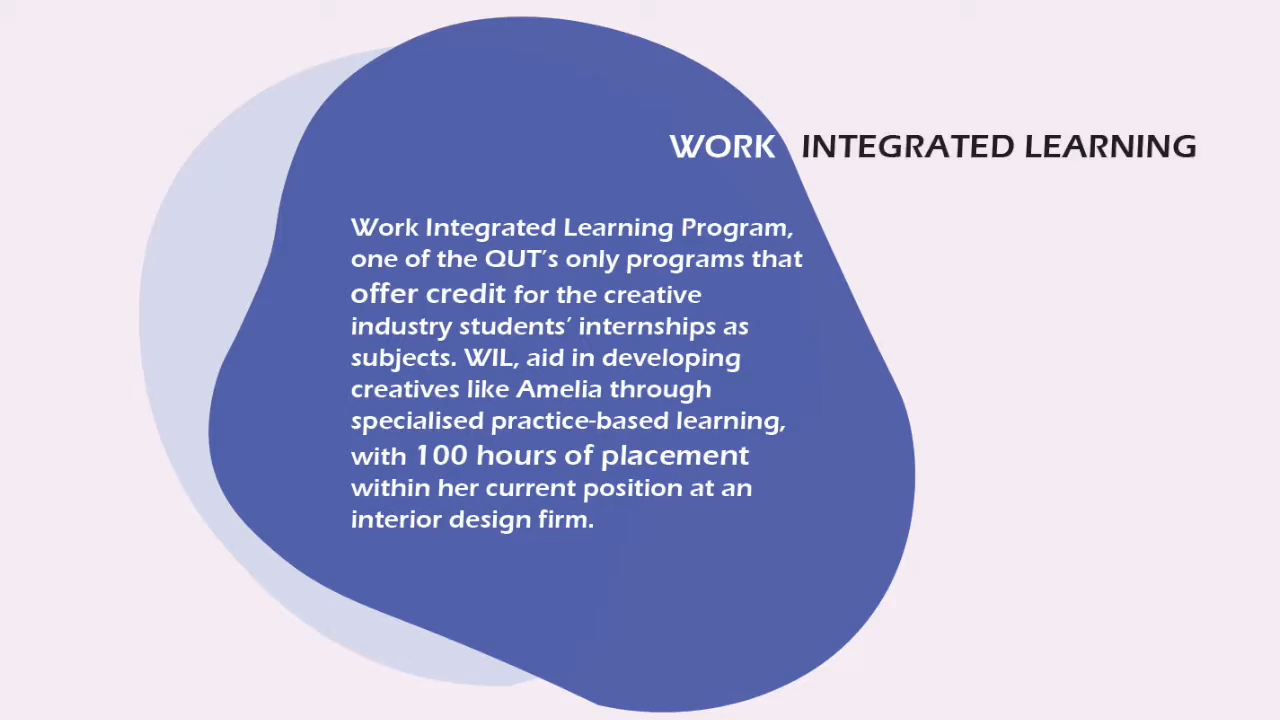 WORK INTEGRATED LEARNING
Work Integrated Learning Program,
one of the QUT's only programs that
offer credit for the creative
industry students' internships as
subjects. WIL, aid in developing
creatives like Amelia through
specialised practice-based learning,
with 100 hours of placement
within her current position at an
interior design firm.